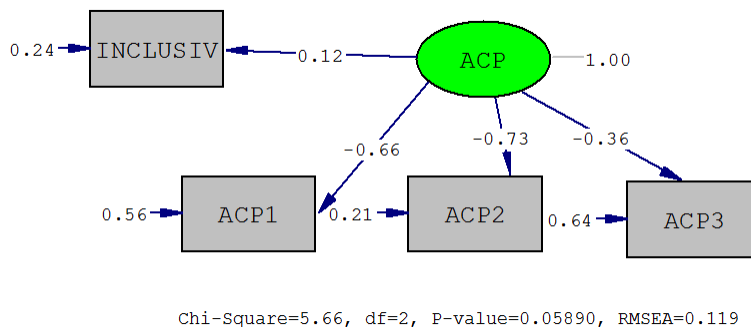 0.24
INCLUSIV
0.12
ACP
1.00
-0.66
-0.73
-0.36
0.56
ACP1
0.21
ACP2
0.64
ACP3
Chi-Square=5.66, df=2, P-value=0.05890, RMSEA=0.119